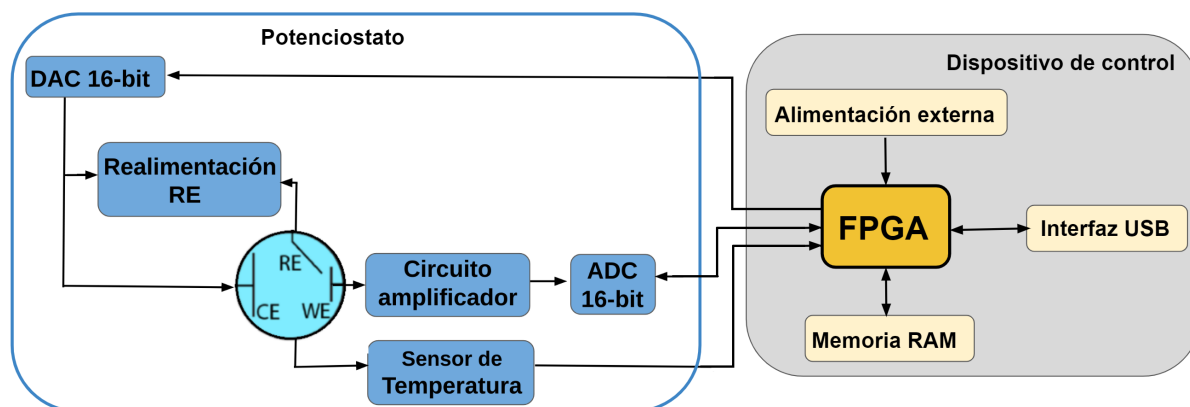 Potenciostato
DAC 16-bit
Realimentación
RE
RE
CE
WE
Circuito
amplificador
ADC
16-bit
Sensor de
Temperatura
Dispositivo de control
Alimentación externa
FPGA
Interfaz USB
Memoria RAM